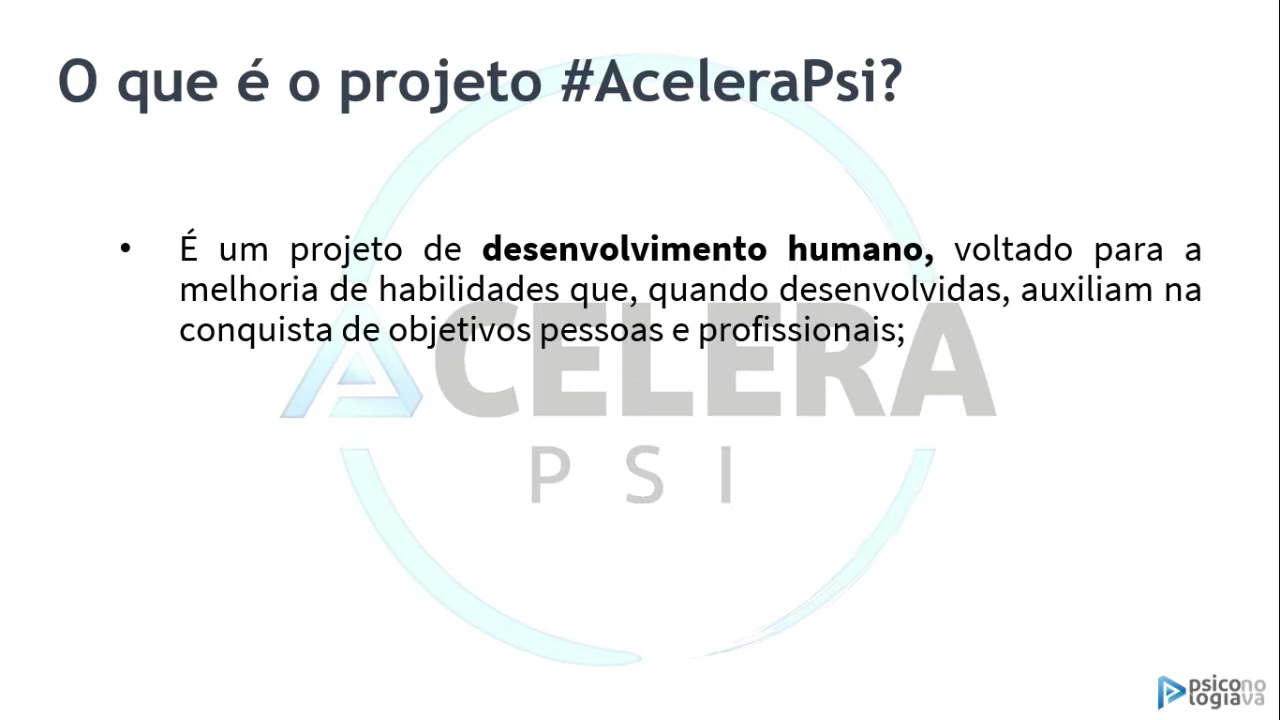 O que é o projeto #AceleraPsi?
• É um projeto de desenvolvimento humano, voltado para a
melhoria de habilidades que, quando desenvolvidas, auxiliam na
conquista de objetivos pessoas e profissionais;
ACELERA
PSI
psicono
logiava